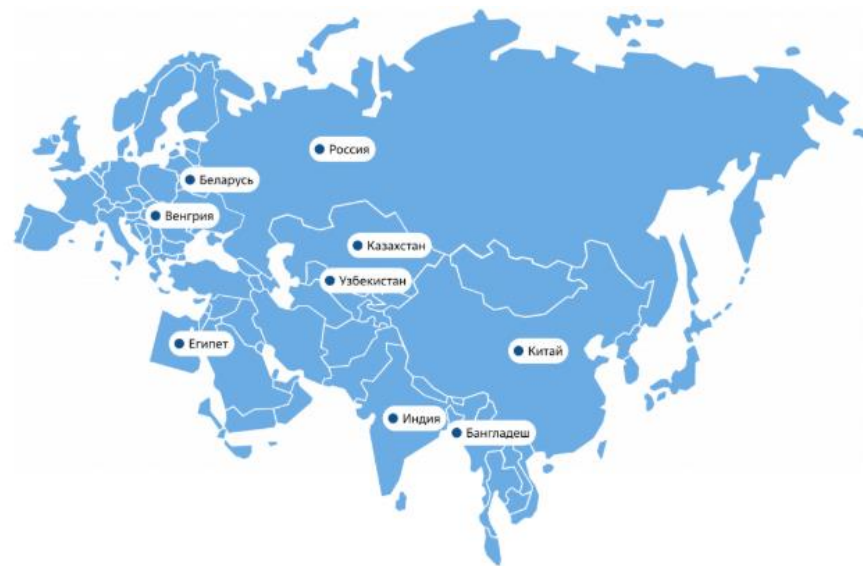 Россия
Беларусь
Венгрия
Казахстан
Узбекистан
Египет
Китай
Индия
Бангладеш